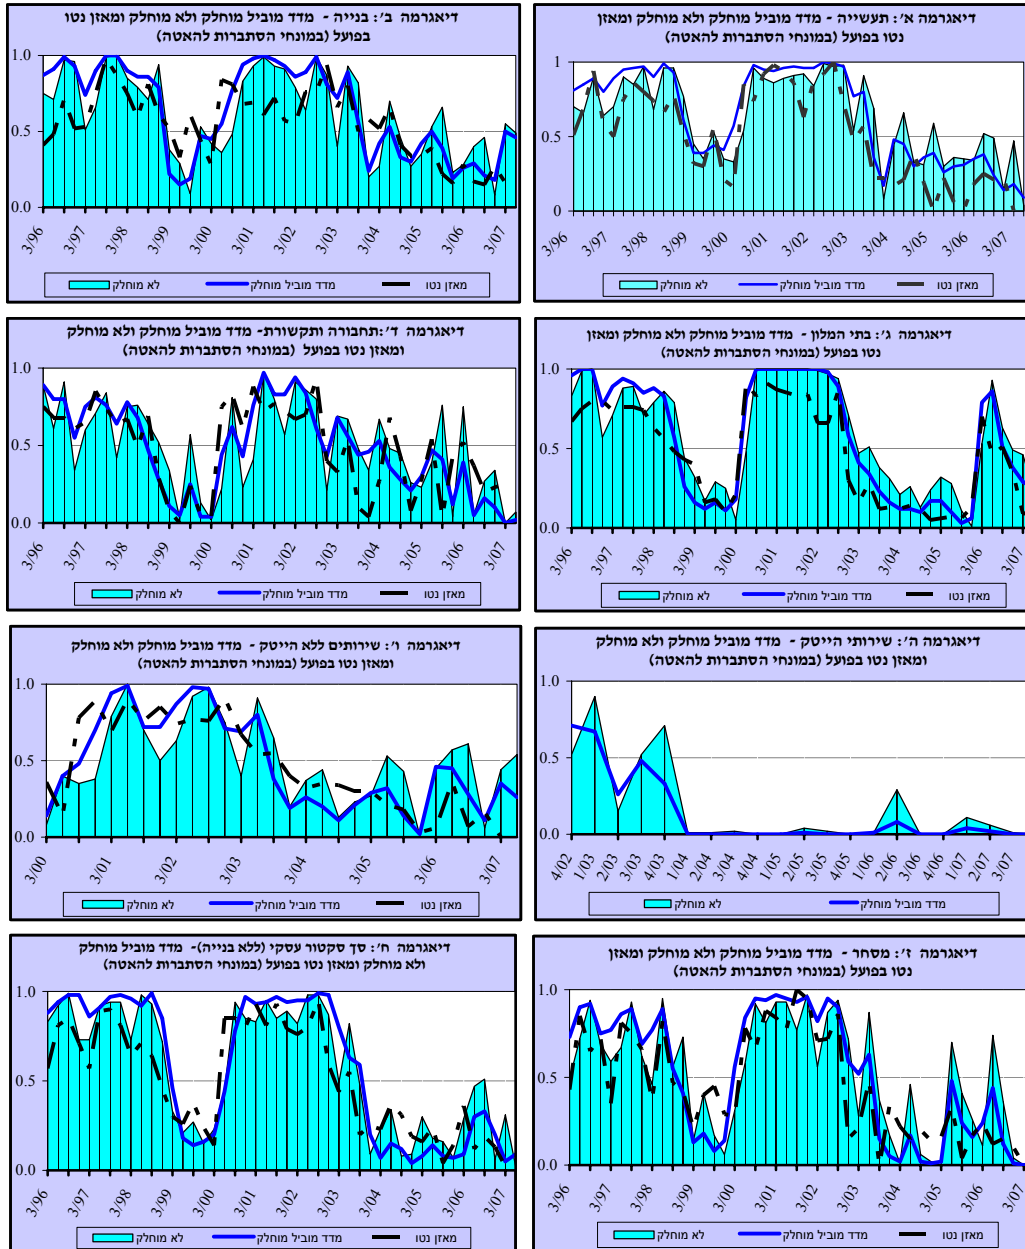 דיאגרמה א': תעשייה - מדד מוביל מוחלק ולא מוחלק ומאזן
נטו בפועל (במונחי הסתברות להאטה)
1
0.5
0
3/96 3/97 3/98 3/99 3/00 3/01 3/02 3/03 3/04 3/05 3/06 3/07
לא מוחלק מדד מוביל מוחלק מאזן נטו
דיאגרמה ב': בנייה - מדד מוביל מוחלק ולא מוחלק ומאזן נטו
בפועל (במונחי הסתברות להאטה)
1.0
0.5
0.0
3/96 3/97 3/98 3/99 3/00 3/01 3/02 3/03 3/04 3/05 3/06 3/07
לא מוחלק מדד מוביל מוחלק מאזן נטו
דיאגרמה ג': בתי המלון - מדד מוביל מוחלק ולא מוחלק ומאזן
נטו בפועל (במונחי הסתברות להאטה)
1.0
0.5
0.0
3/96 3/97 3/98 3/99 3/00 3/01 3/02 3/03 3/04 3/05 3/06 3/07
לא מוחלק מדד מוביל מוחלק מאזן נטו
דיאגרמה ד':תחבורה ותקשורת- מדד מוביל מוחלק ולא מוחלק
ומאזן נטו בפועל (במונחי הסתברות להאטה)
1.0
0.5
0.0
3/96 3/97 3/98 3/99 3/00 3/01 3/02 3/03 3/04 3/05 3/06 3/07
לא מוחלק מדד מוביל מוחלק מאזן נטו
דיאגרמה ה': שירותי הייטק - מדד מוביל מוחלק ולא מוחלק
ומאזן נטו בפועל (במונחי הסתברות להאטה)
1.0
0.5
0.0
4/02 1/03 2/03 3/03 4/03 1/04 2/04 3/04 4/04 1/05 2/05 3/05 4/05 1/06 2/06 3/06 4/06 1/07 2/07 3/07
לא מוחלק מדד מוביל מוחלק
דיאגרמה ו': שירותים ללא הייטק - מדד מוביל מוחלק ולא מוחלק
ומאזן נטו בפועל (במונחי הסתברות להאטה)
1.0
0.5
0.0
3/00 3/01 3/02 3/03 3/04 3/05 3/06 3/07
לא מוחלק מדד מוביל מוחלק מאזן נטו
דיאגרמה ז': מסחר - מדד מוביל מוחלק ולא מוחלק ומאזן
נטו בפועל (במונחי הסתברות להאטה)
1.0
0.5
0.0
3/96 3/97 3/98 3/99 3/00 3/01 3/02 3/03 3/04 3/05 3/06 3/07
לא מוחלק מדד מוביל מוחלק מאזן נטו
דיאגרמה ח': סך סקטור עסקי (ללא בנייה)- מדד מוביל מוחלק
ולא מוחלק ומאזן נטו בפועל (במונחי הסתברות להאטה)
1.0
0.5
0.0
3/96 3/97 3/98 3/99 3/00 3/01 3/02 3/03 3/04 3/05 3/06 3/07
לא מוחלק מדד מוביל מוחלק מאזן נטו